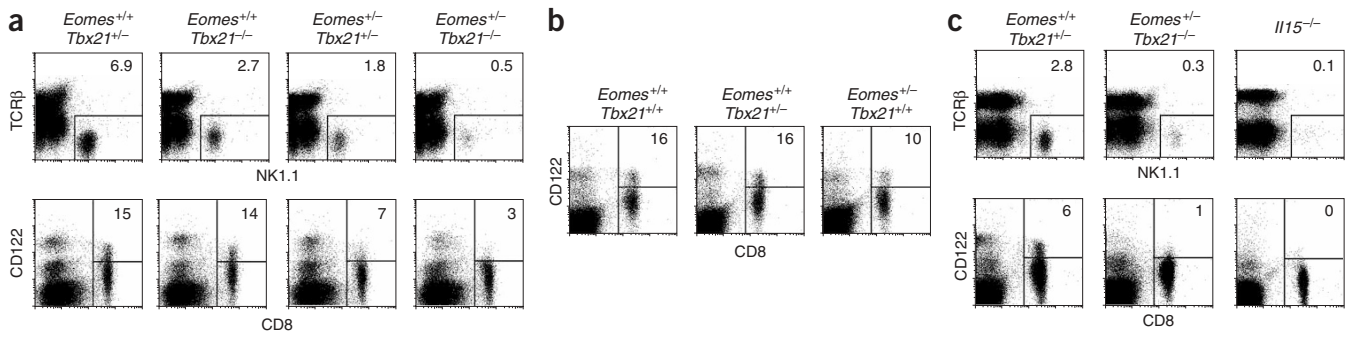 a
Eomes⁺/⁺ Eomes⁺/⁺ Eomes⁺/⁻ Eomes⁺/⁻
Tbx21⁺/⁻ Tbx21⁻/⁻ Tbx21⁺/⁻ Tbx21⁻/⁻
6.9 2.7 1.8 0.5
TCRβ
NK1.1
15 14 7 3
CD122
CD8
b
Eomes⁺/⁺ Eomes⁺/⁺ Eomes⁺/⁻
Tbx21⁺/⁺ Tbx21⁺/⁻ Tbx21⁺/⁺
16 16 10
CD122
CD8
c
Eomes⁺/⁺ Eomes⁺/⁻ Il15⁻/⁻
Tbx21⁺/⁻ Tbx21⁻/⁻
2.8 0.3 0.1
TCRβ
NK1.1
6 1 0
CD122
CD8